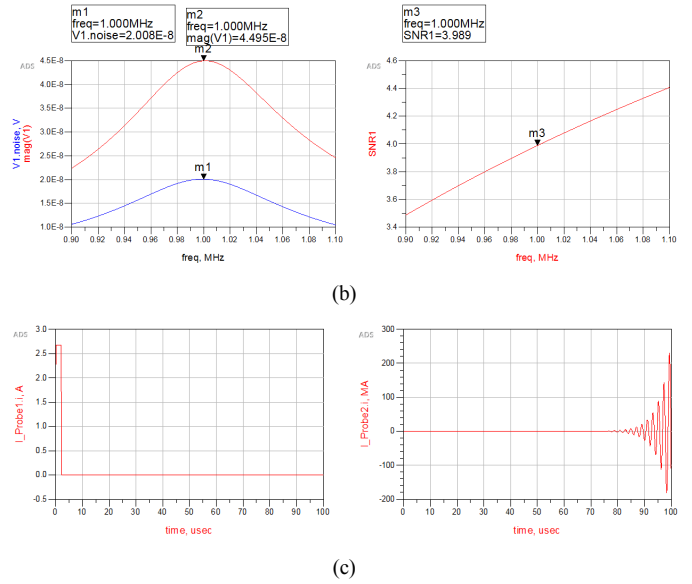 m1
freq=1.000MHz
V1.noise=2.008E-8
m2
freq=1.000MHz
mag(V1)=4.495E-8
m3
freq=1.000MHz
SNR1=3.989
ADS
4.5E-8
4.0E-8
3.5E-8
3.0E-8
2.5E-8
2.0E-8
1.5E-8
1.0E-8
V1.noise, V
mag(V1)
m2
m1
0.90 0.92 0.94 0.96 0.98 1.00 1.02 1.04 1.06 1.08 1.10
freq, MHz
ADS
4.6
4.4
4.2
4.0
3.8
3.6
3.4
SNR1
m3
0.90 0.92 0.94 0.96 0.98 1.00 1.02 1.04 1.06 1.08 1.10
freq, MHz
(b)
ADS
3.0
2.5
2.0
1.5
1.0
0.5
0.0
-0.5
I_Probe1.i, A
0 10 20 30 40 50 60 70 80 90 100
time, usec
ADS
300
200
100
0
-100
-200
I_Probe2.i, MA
0 10 20 30 40 50 60 70 80 90 100
time, usec
(c)